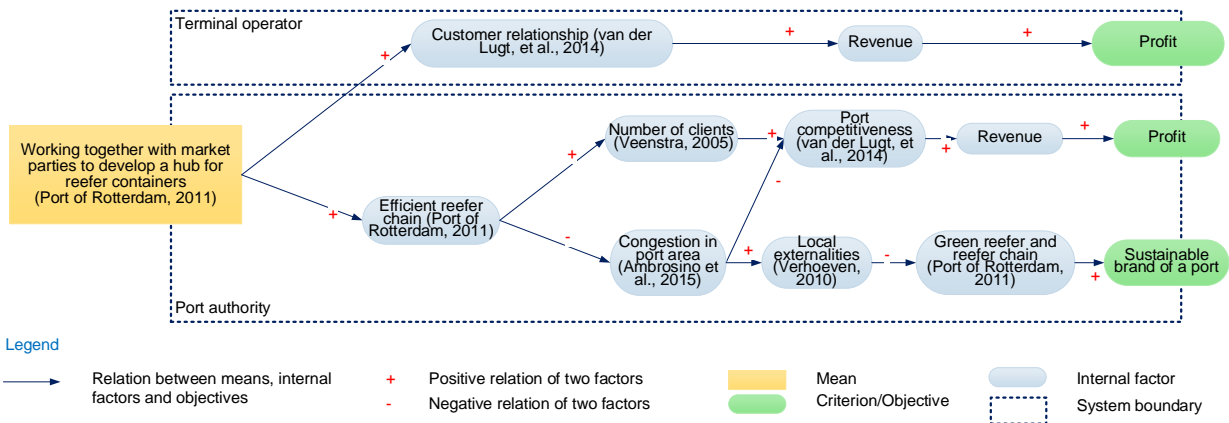 Terminal operator
Customer relationship (van der
Lugt, et al., 2014)
+
+
Revenue
+
Profit
Working together with market
parties to develop a hub for
reefer containers
(Port of Rotterdam, 2011)
+
Efficient reefer
chain (Port of
Rotterdam, 2011)
+
-
Number of clients
(Veenstra, 2005)
+
Port
competitiveness
(van der Lugt, et
al., 2014)
+
Revenue
+
Profit
Congestion in
port area
(Ambrosino et
al., 2015)
-
+
Local
externalities
(Verhoeven,
2010)
-
Green reefer and
reefer chain
(Port of Rotterdam,
2011)
+
Sustainable
brand of a port
Port authority
Legend
Relation between means, internal
factors and objectives
+
Positive relation of two factors
-
Negative relation of two factors
Mean
Criterion/Objective
Internal factor
System boundary